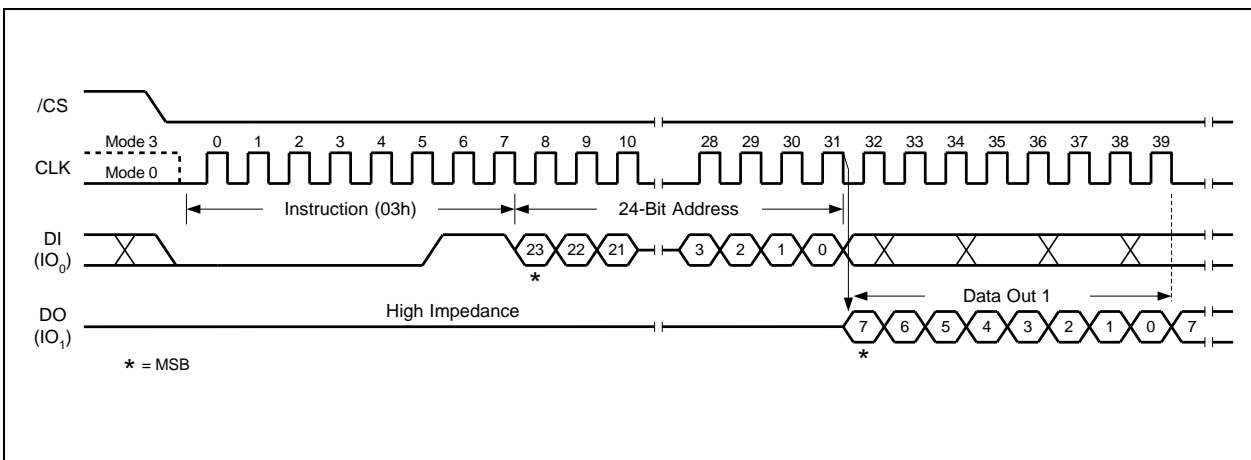 /CS
Mode 3 0 1 2 3 4 5 6 7 8 9 10 28 29 30 31 32 33 34 35 36 37 38 39
CLK
Mode 0
Instruction (03h) 24-Bit Address
DI
(IO0) 23 22 21 3 2 1 0
*
Data Out 1
High Impedance
DO
(IO1) 7 6 5 4 3 2 1 0 7
*
* = MSB